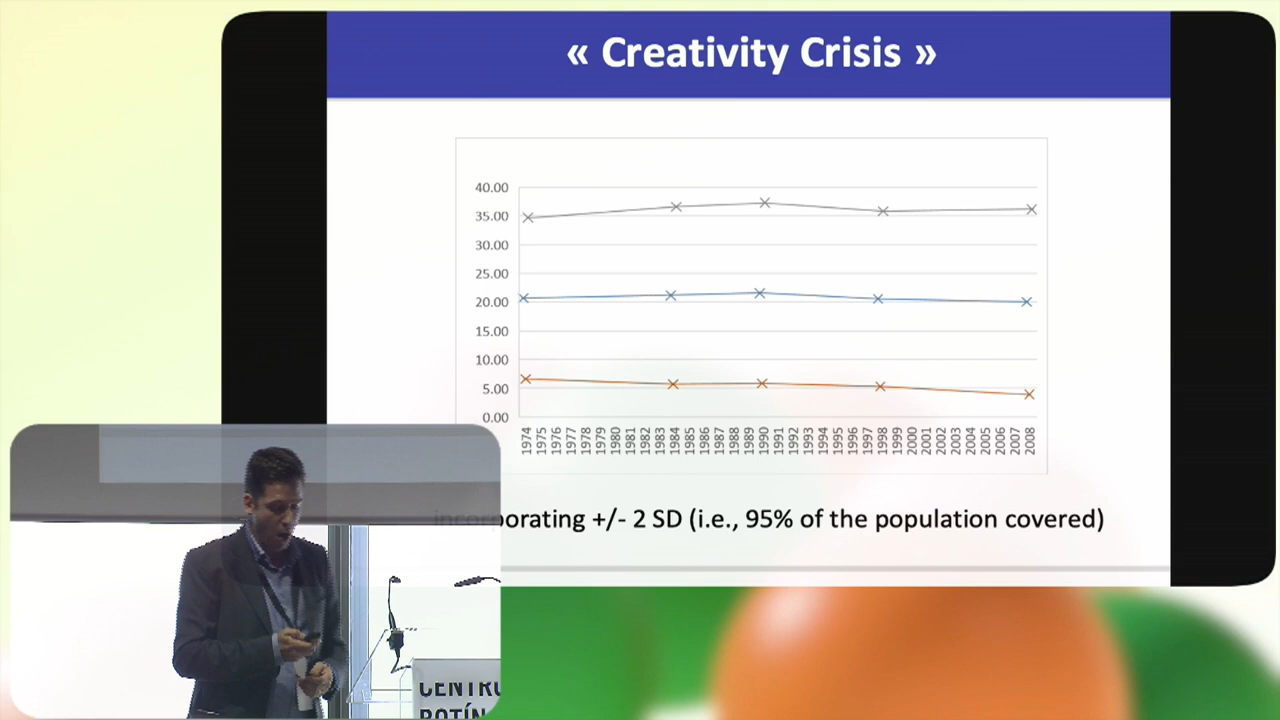 « Creativity Crisis »
40.00
35.00
30.00
25.00
20.00
15.00
10.00
5.00
0.00
1974 1975 1976 1977 1978 1979 1980 1981 1982 1983 1984 1985 1986 1987 1988 1989 1990 1991 1992 1993 1994 1995 1996 1997 1998 1999 2000 2001 2002 2003 2004 2005 2006 2007 2008
incorporating +/- 2 SD (i.e., 95% of the population covered)
CENTRO
BOTÍN